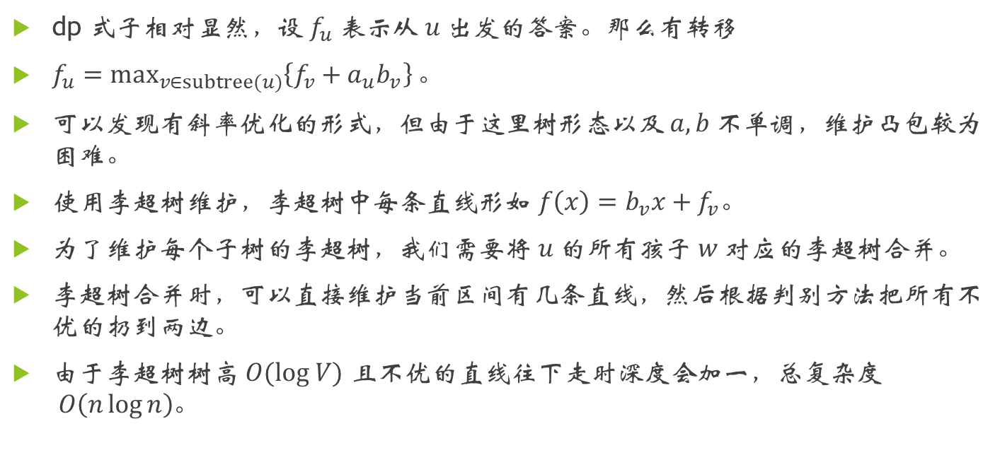 dp 式子相对显然，设 f_u 表示从 u 出发的答案。那么有转移
f_u = max_{v∈subtree(u)}{f_v + a_u b_v}。
可以发现有斜率优化的形式，但由于这里树形态以及 a, b 不单调，维护凸包较为
困难。
使用李超树维护，李超树中每条直线形如 f(x) = b_v x + f_v。
为了维护每个子树的李超树，我们需要将 u 的所有孩子 w 对应的李超树合并。
李超树合并时，可以直接维护当前区间有几条直线，然后根据判别方法把所有不
优的扔到两边。
由于李超树树高 O(log V) 且不优的直线往下走时深度会加一，总复杂度
O(n log n)。